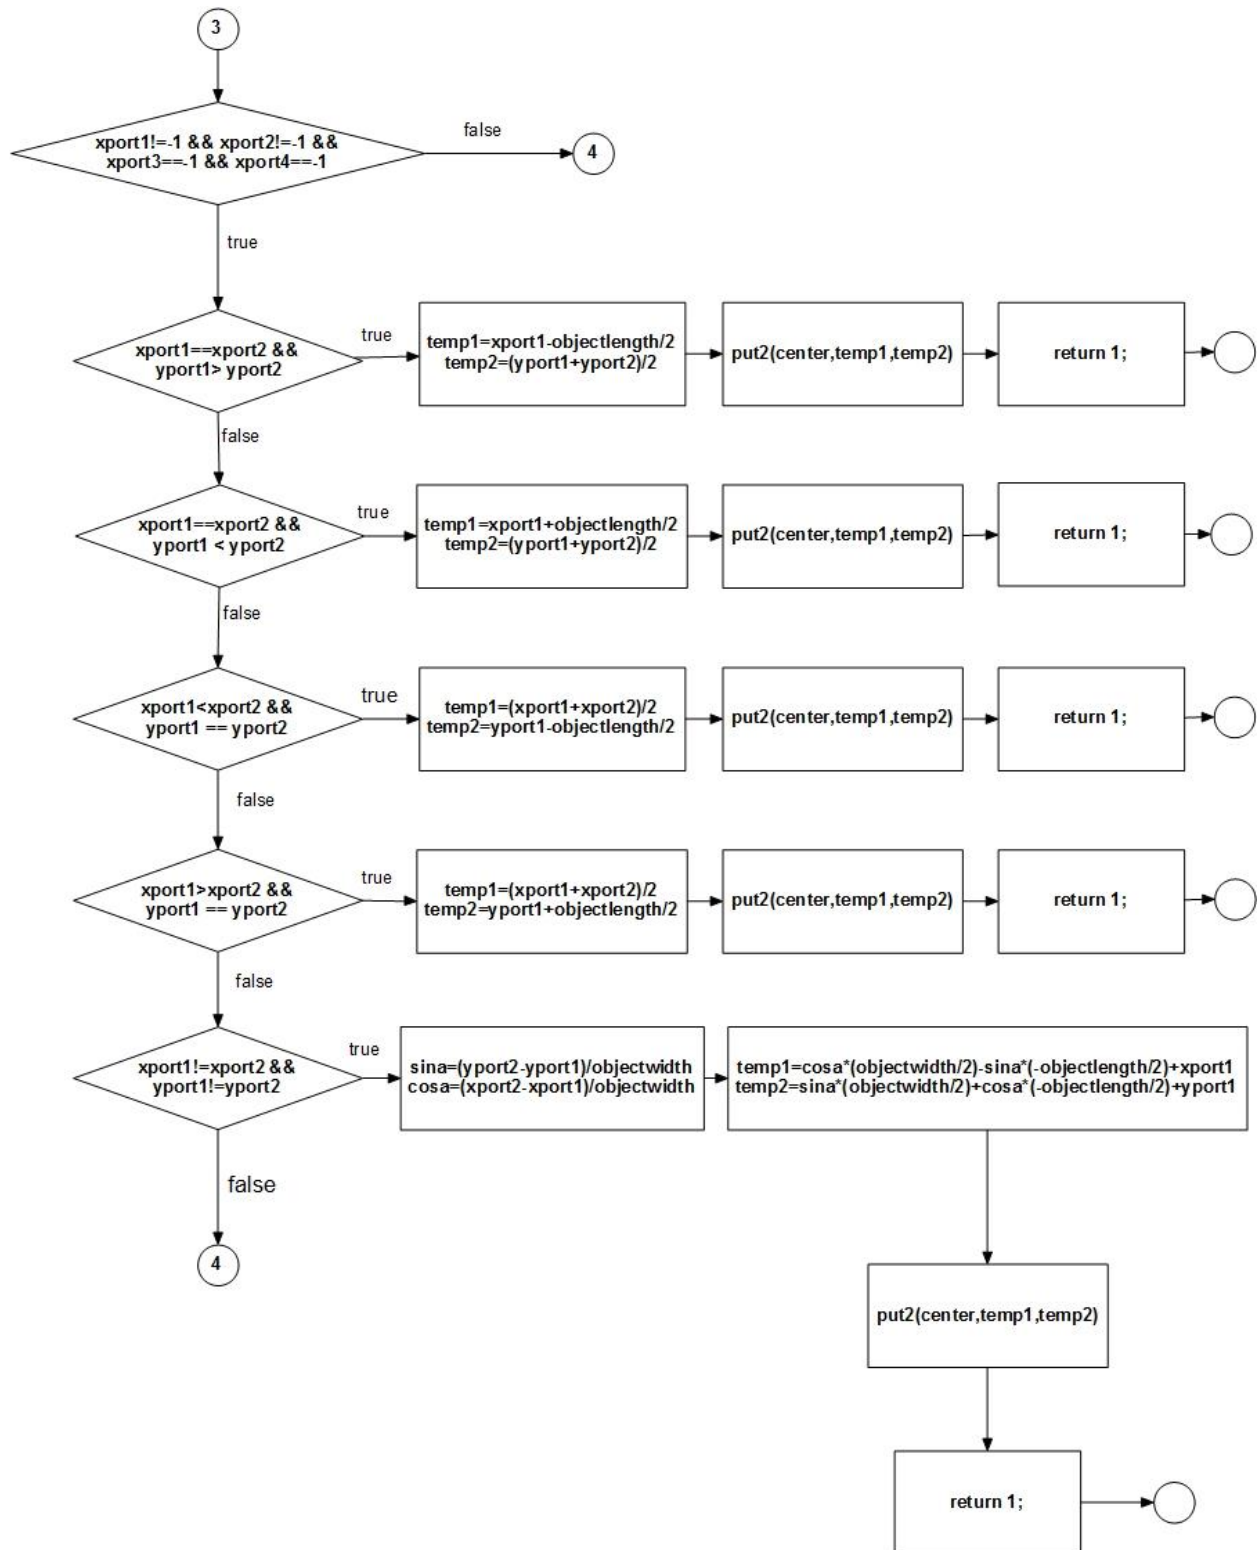 3
xport1!=-1 && xport2!=-1 &&
xport3==-1 && xport4==-1
false
4
true
xport1==xport2 &&
yport1> yport2
true
temp1=xport1-objectlength/2
temp2=(yport1+yport2)/2
put2(center,temp1,temp2)
return 1;
false
xport1==xport2 &&
yport1 < yport2
true
temp1=xport1+objectlength/2
temp2=(yport1+yport2)/2
put2(center,temp1,temp2)
return 1;
false
xport1<xport2 &&
yport1 == yport2
true
temp1=(xport1+xport2)/2
temp2=yport1-objectlength/2
put2(center,temp1,temp2)
return 1;
false
xport1>xport2 &&
yport1 == yport2
true
temp1=(xport1+xport2)/2
temp2=yport1+objectlength/2
put2(center,temp1,temp2)
return 1;
false
xport1!=xport2 &&
yport1!=yport2
true
sina=(yport2-yport1)/objectwidth
cosa=(xport2-xport1)/objectwidth
temp1=cosa*(objectwidth/2)-sina*(-objectlength/2)+xport1
temp2=sina*(objectwidth/2)+cosa*(-objectlength/2)+yport1
false
4
put2(center,temp1,temp2)
return 1;